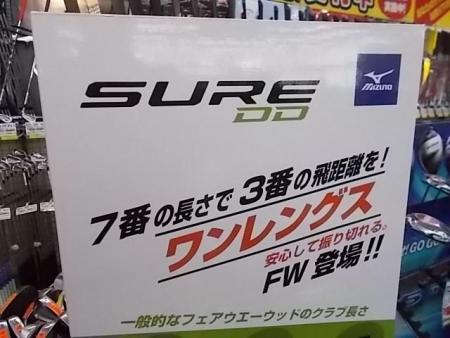 SURE
DD
MIZUNO
7番の長さで3番の飛距離を!
ワンレングス
安心して振り切れる。
FW登場!!
一般的なフェアウエーウッドのクラブ長さ